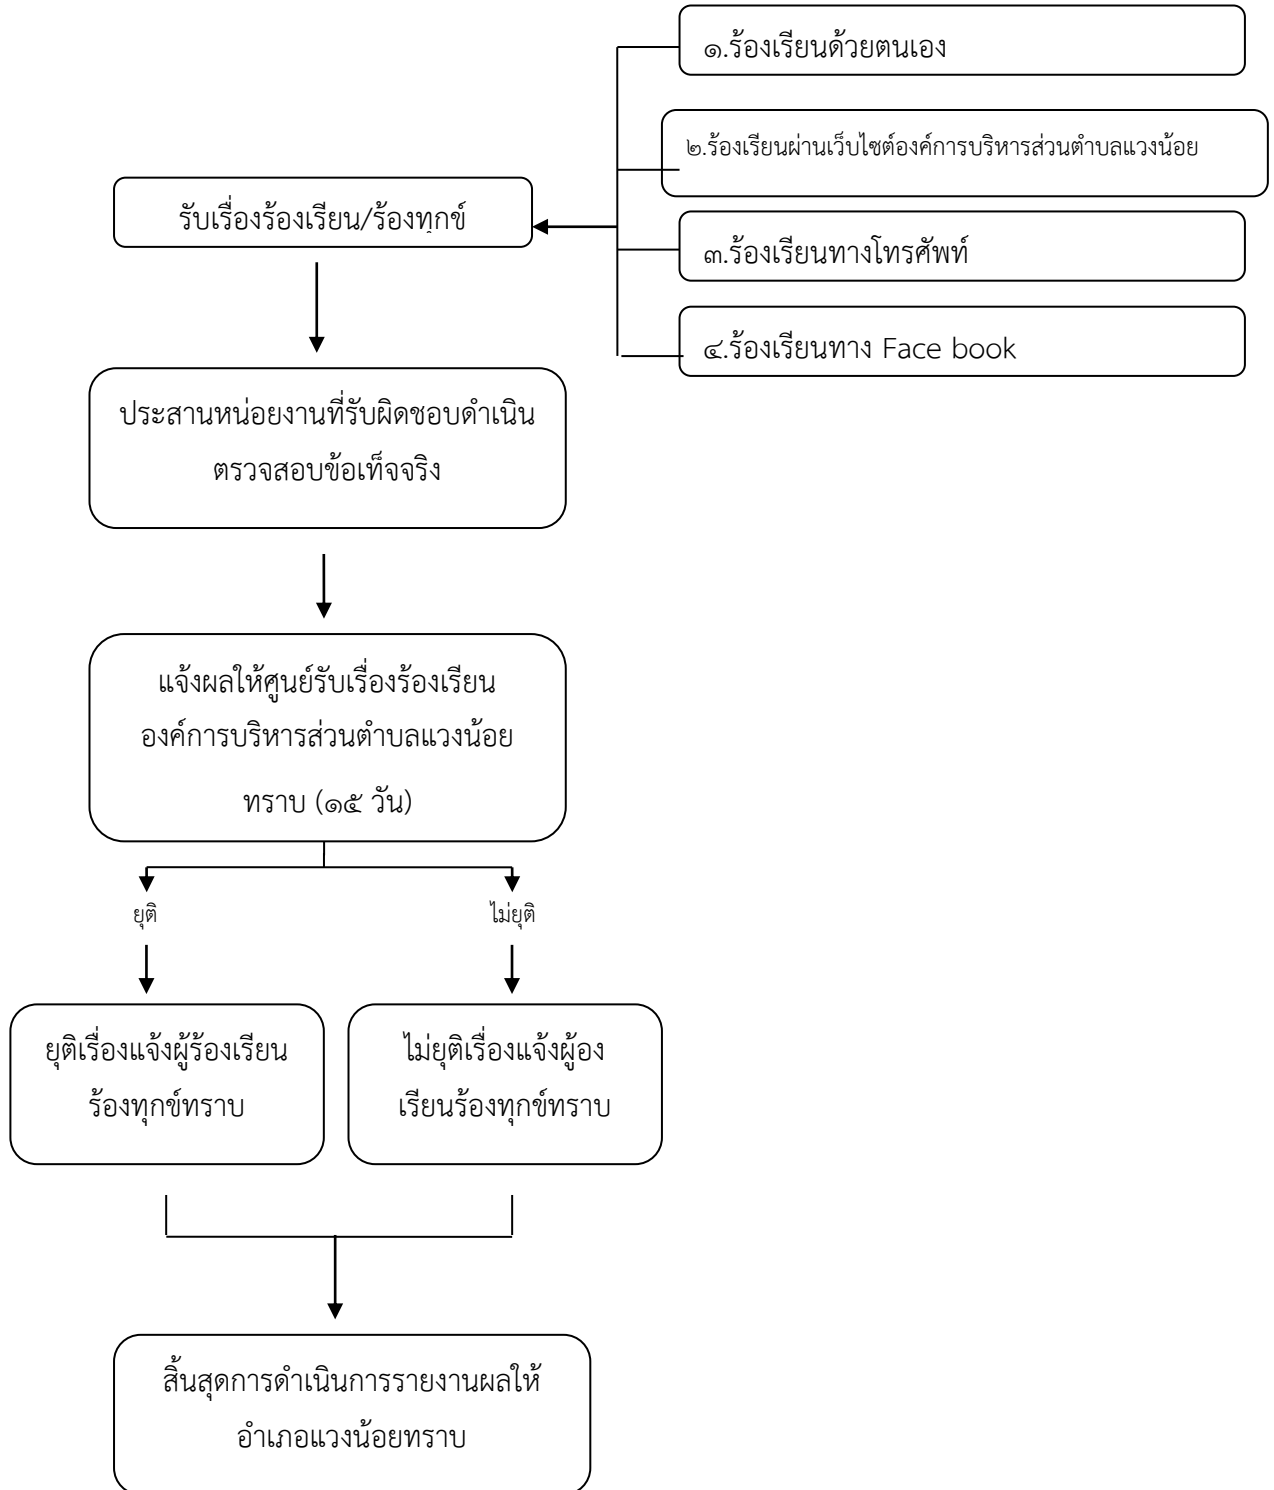 ๑.ร้องเรียนด้วยตนเอง
๒.ร้องเรียนผ่านเว็บไซต์องค์การบริหารส่วนตำบลแวงน้อย
รับเรื่องร้องเรียน/ร้องทุกข์
๓.ร้องเรียนทางโทรศัพท์
๔.ร้องเรียนทาง Face book
ประสานหน่อยงานที่รับผิดชอบดำเนิน
ตรวจสอบข้อเท็จจริง
แจ้งผลให้ศูนย์รับเรื่องร้องเรียน
องค์การบริหารส่วนตำบลแวงน้อย
ทราบ (๑๕ วัน)
ยุติ
ไม่ยุติ
ยุติเรื่องแจ้งผู้ร้องเรียน
ร้องทุกข์ทราบ
ไม่ยุติเรื่องแจ้งผู้อง
เรียนร้องทุกข์ทราบ
สิ้นสุดการดำเนินการรายงานผลให้
อำเภอแวงน้อยทราบ